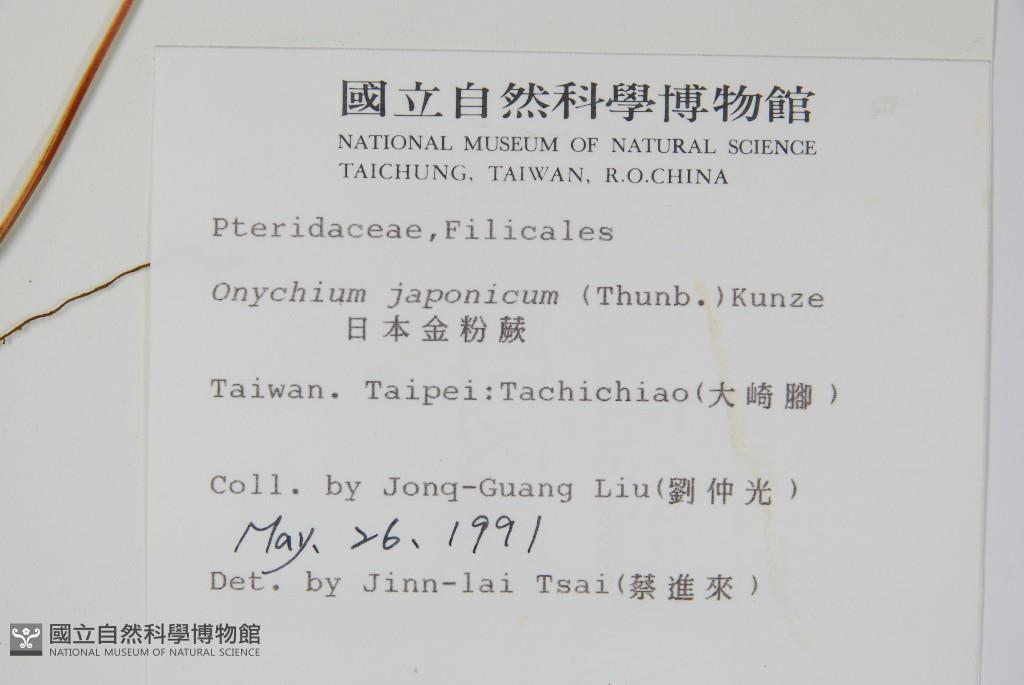 國立自然科學博物館
NATIONAL MUSEUM OF NATURAL SCIENCE
TAICHUNG, TAIWAN, R.O.CHINA
Pteridaceae,Filicales
Onychium japonicum (Thunb.)Kunze
日本金粉蕨
Taiwan. Taipei:Tachichiao(大崎腳)
Coll. by Jonq-Guang Liu(劉仲光)
May. 26. 1991
Det. by Jinn-lai Tsai(蔡進來)
國立自然科學博物館
NATIONAL MUSEUM OF NATURAL SCIENCE